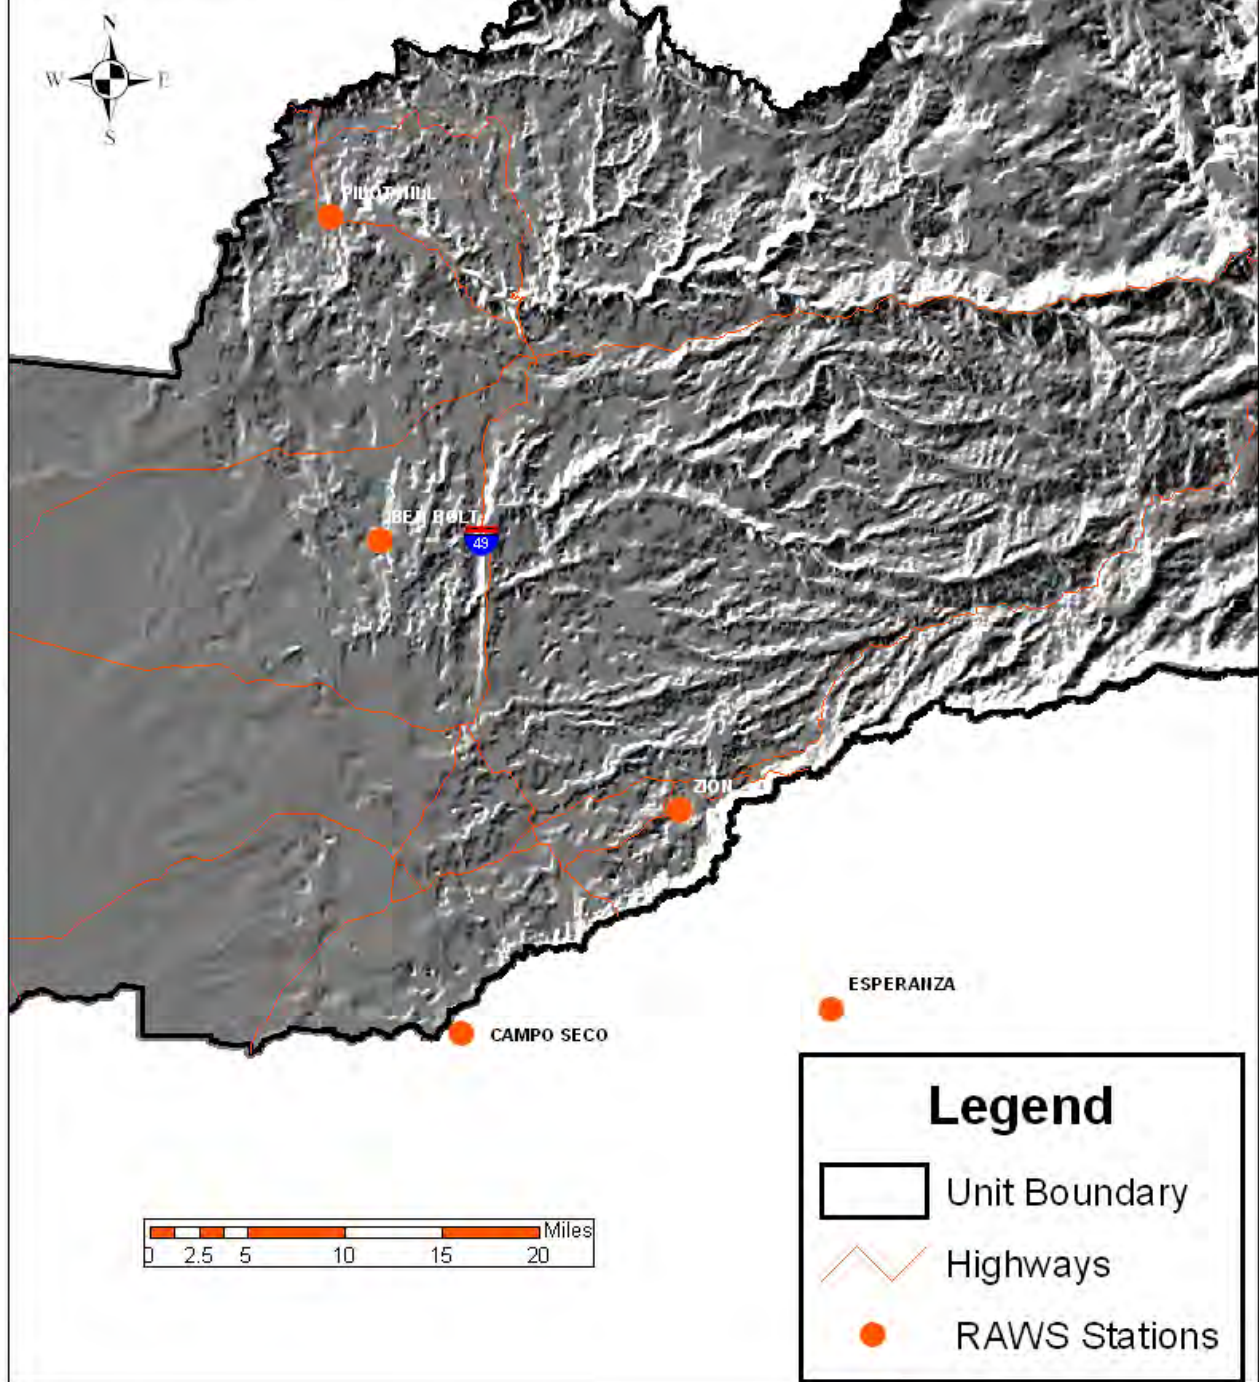 N
W E
S
PILOT HILL
BEN BOLT
49
ZION
ESPERANZA
CAMPO SECO
Legend
Unit Boundary
Highways
RAWS Stations
Miles
0 2.5 5 10 15 20